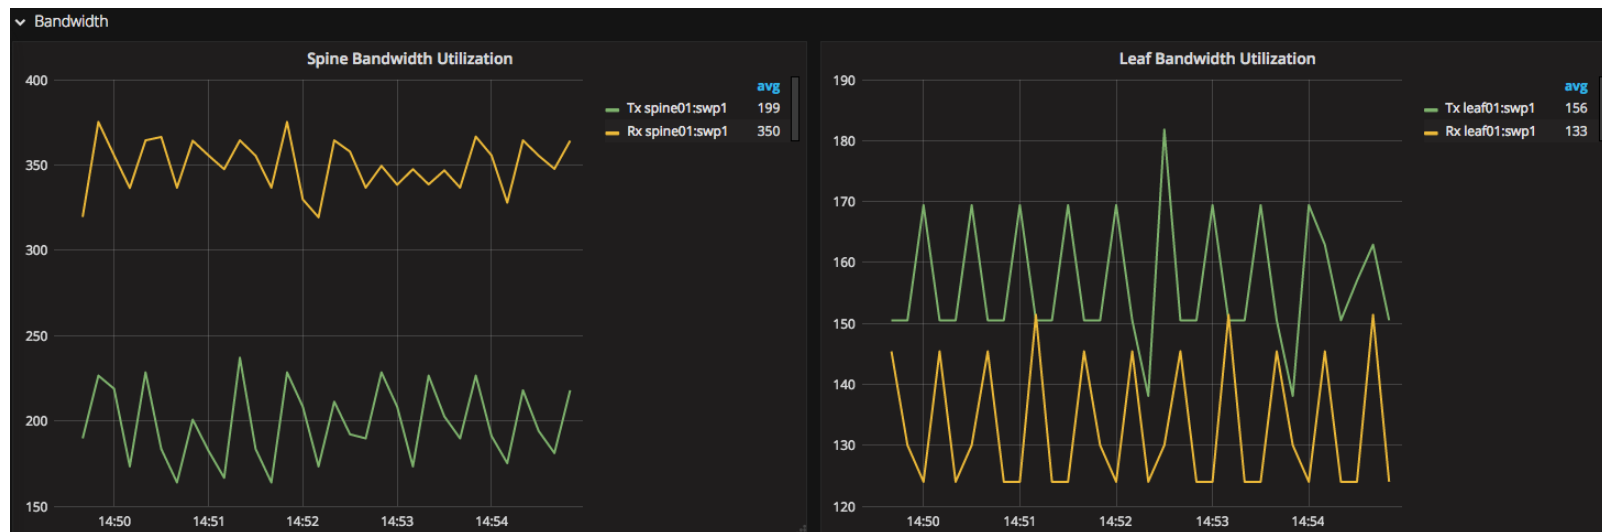 Bandwidth
Spine Bandwidth Utilization
400
350
300
250
200
150
14:50 14:51 14:52 14:53 14:54
avg
Tx spine01:swp1 199
Rx spine01:swp1 350
Leaf Bandwidth Utilization
190
180
170
160
150
140
130
120
14:50 14:51 14:52 14:53 14:54
avg
Tx leaf01:swp1 156
Rx leaf01:swp1 133